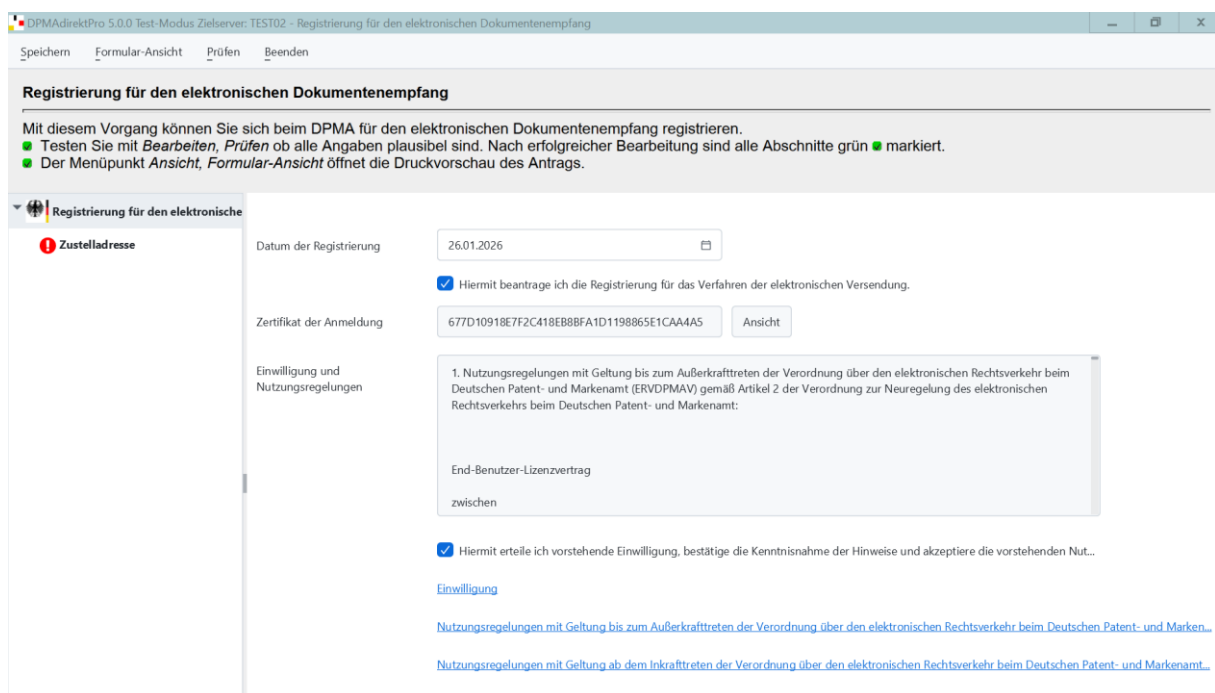 DPMAdirektPro 5.0.0 Test-Modus Zielserver: TEST02 - Registrierung für den elektronischen Dokumentenempfang
Speichern Formular-Ansicht Prüfen Beenden
Registrierung für den elektronischen Dokumentenempfang
Mit diesem Vorgang können Sie sich beim DPMA für den elektronischen Dokumentenempfang registrieren.
Testen Sie mit Bearbeiten, Prüfen ob alle Angaben plausibel sind. Nach erfolgreicher Bearbeitung sind alle Abschnitte grün markiert.
Der Menüpunkt Ansicht, Formular-Ansicht öffnet die Druckvorschau des Antrags.
Registrierung für den elektronische
Zustelladresse
Datum der Registrierung
26.01.2026
Hiermit beantrage ich die Registrierung für das Verfahren der elektronischen Versendung.
Zertifikat der Anmeldung
677D10918E7F2C418EB8BFA1D1198865E1CAA4A5
Ansicht
Einwilligung und
Nutzungsregelungen
1. Nutzungsregelungen mit Geltung bis zum Außerkrafttreten der Verordnung über den elektronischen Rechtsverkehr beim
Deutschen Patent- und Markenamt (ERVDPMAV) gemäß Artikel 2 der Verordnung zur Neuregelung des elektronischen
Rechtsverkehrs beim Deutschen Patent- und Markenamt:
End-Benutzer-Lizenzvertrag
zwischen
Hiermit erteile ich vorstehende Einwilligung, bestätige die Kenntnisnahme der Hinweise und akzeptiere die vorstehenden Nut...
Einwilligung
Nutzungsregelungen mit Geltung bis zum Außerkrafttreten der Verordnung über den elektronischen Rechtsverkehr beim Deutschen Patent- und Marken...
Nutzungsregelungen mit Geltung ab dem Inkrafttreten der Verordnung über den elektronischen Rechtsverkehr beim Deutschen Patent- und Markenamt...